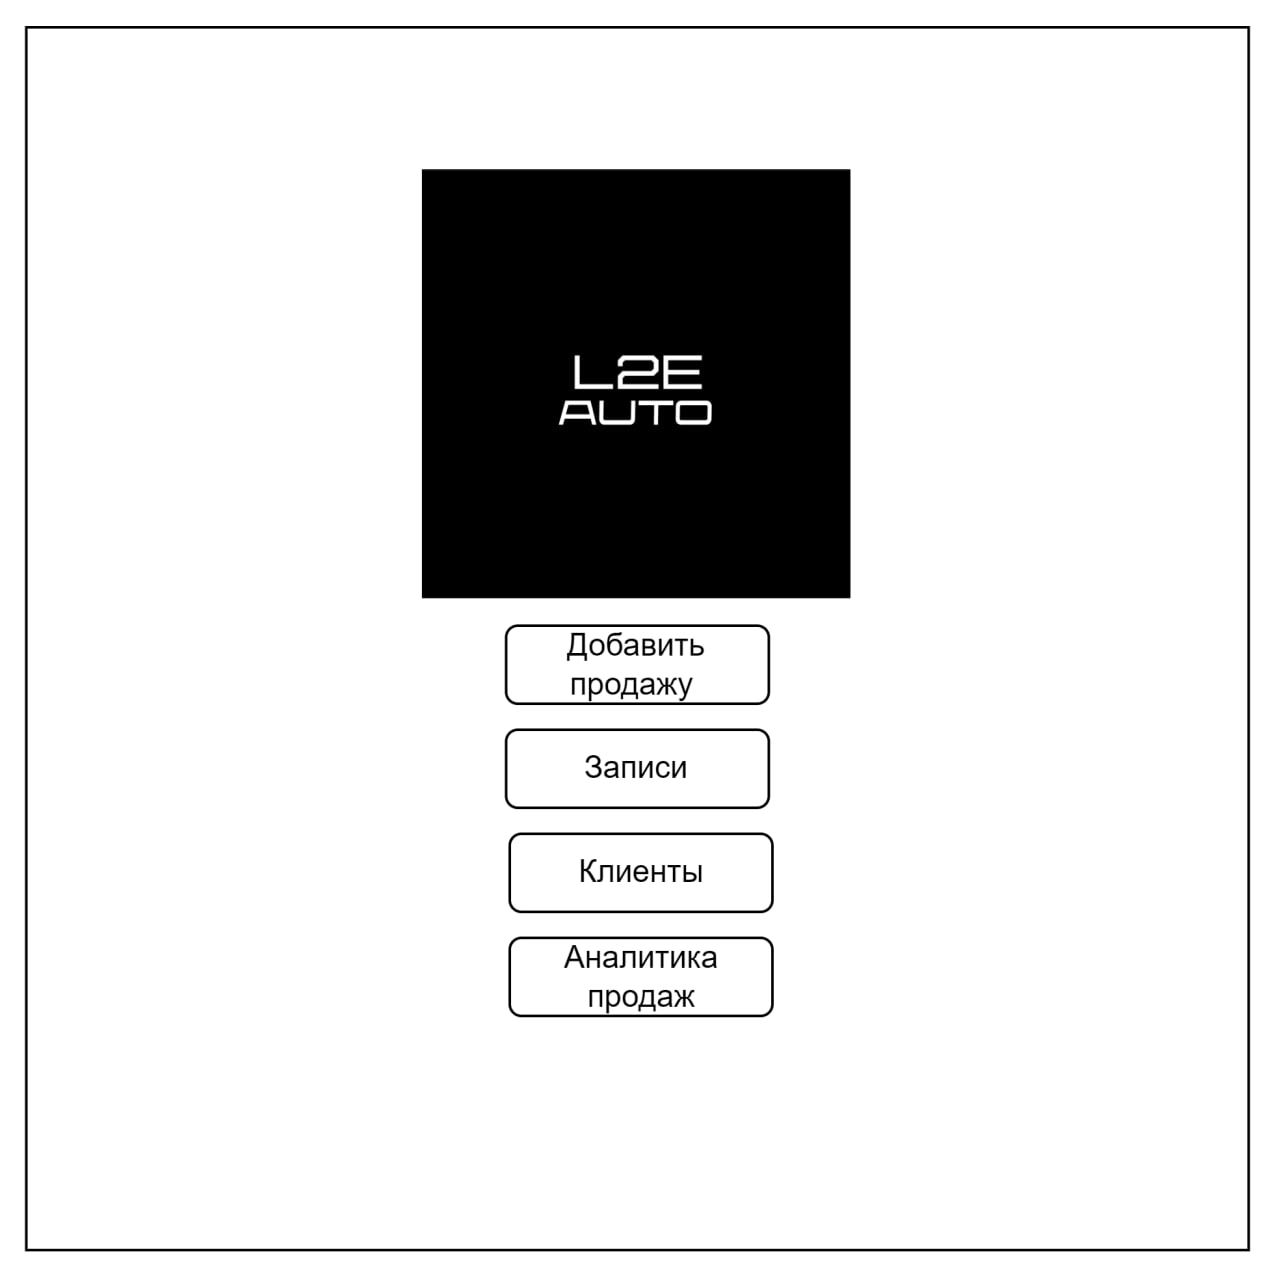 L2E
AUTO
Добавить
продажу
Записи
Клиенты
Аналитика
продаж